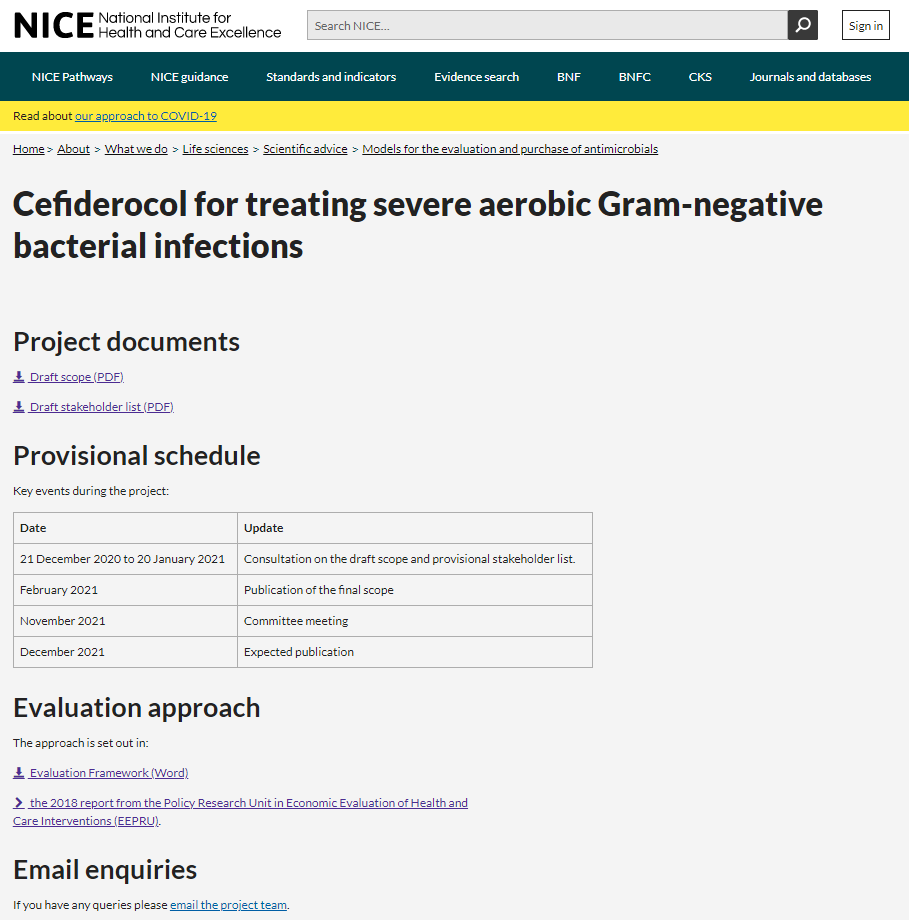 NICE National Institute for
Health and Care Excellence
Search NICE...
Sign in
NICE Pathways NICE guidance Standards and indicators Evidence search BNF BNFC CKS Journals and databases
Read about our approach to COVID-19
Home > About > What we do > Life sciences > Scientific advice > Models for the evaluation and purchase of antimicrobials
Cefiderocol for treating severe aerobic Gram-negative
bacterial infections
Project documents
Draft scope (PDF)
Draft stakeholder list (PDF)
Provisional schedule
Key events during the project:
Date Update
21 December 2020 to 20 January 2021 Consultation on the draft scope and provisional stakeholder list.
February 2021 Publication of the final scope
November 2021 Committee meeting
December 2021 Expected publication
Evaluation approach
The approach is set out in:
Evaluation Framework (Word)
the 2018 report from the Policy Research Unit in Economic Evaluation of Health and
Care Interventions (EEPRU).
Email enquiries
If you have any queries please email the project team.